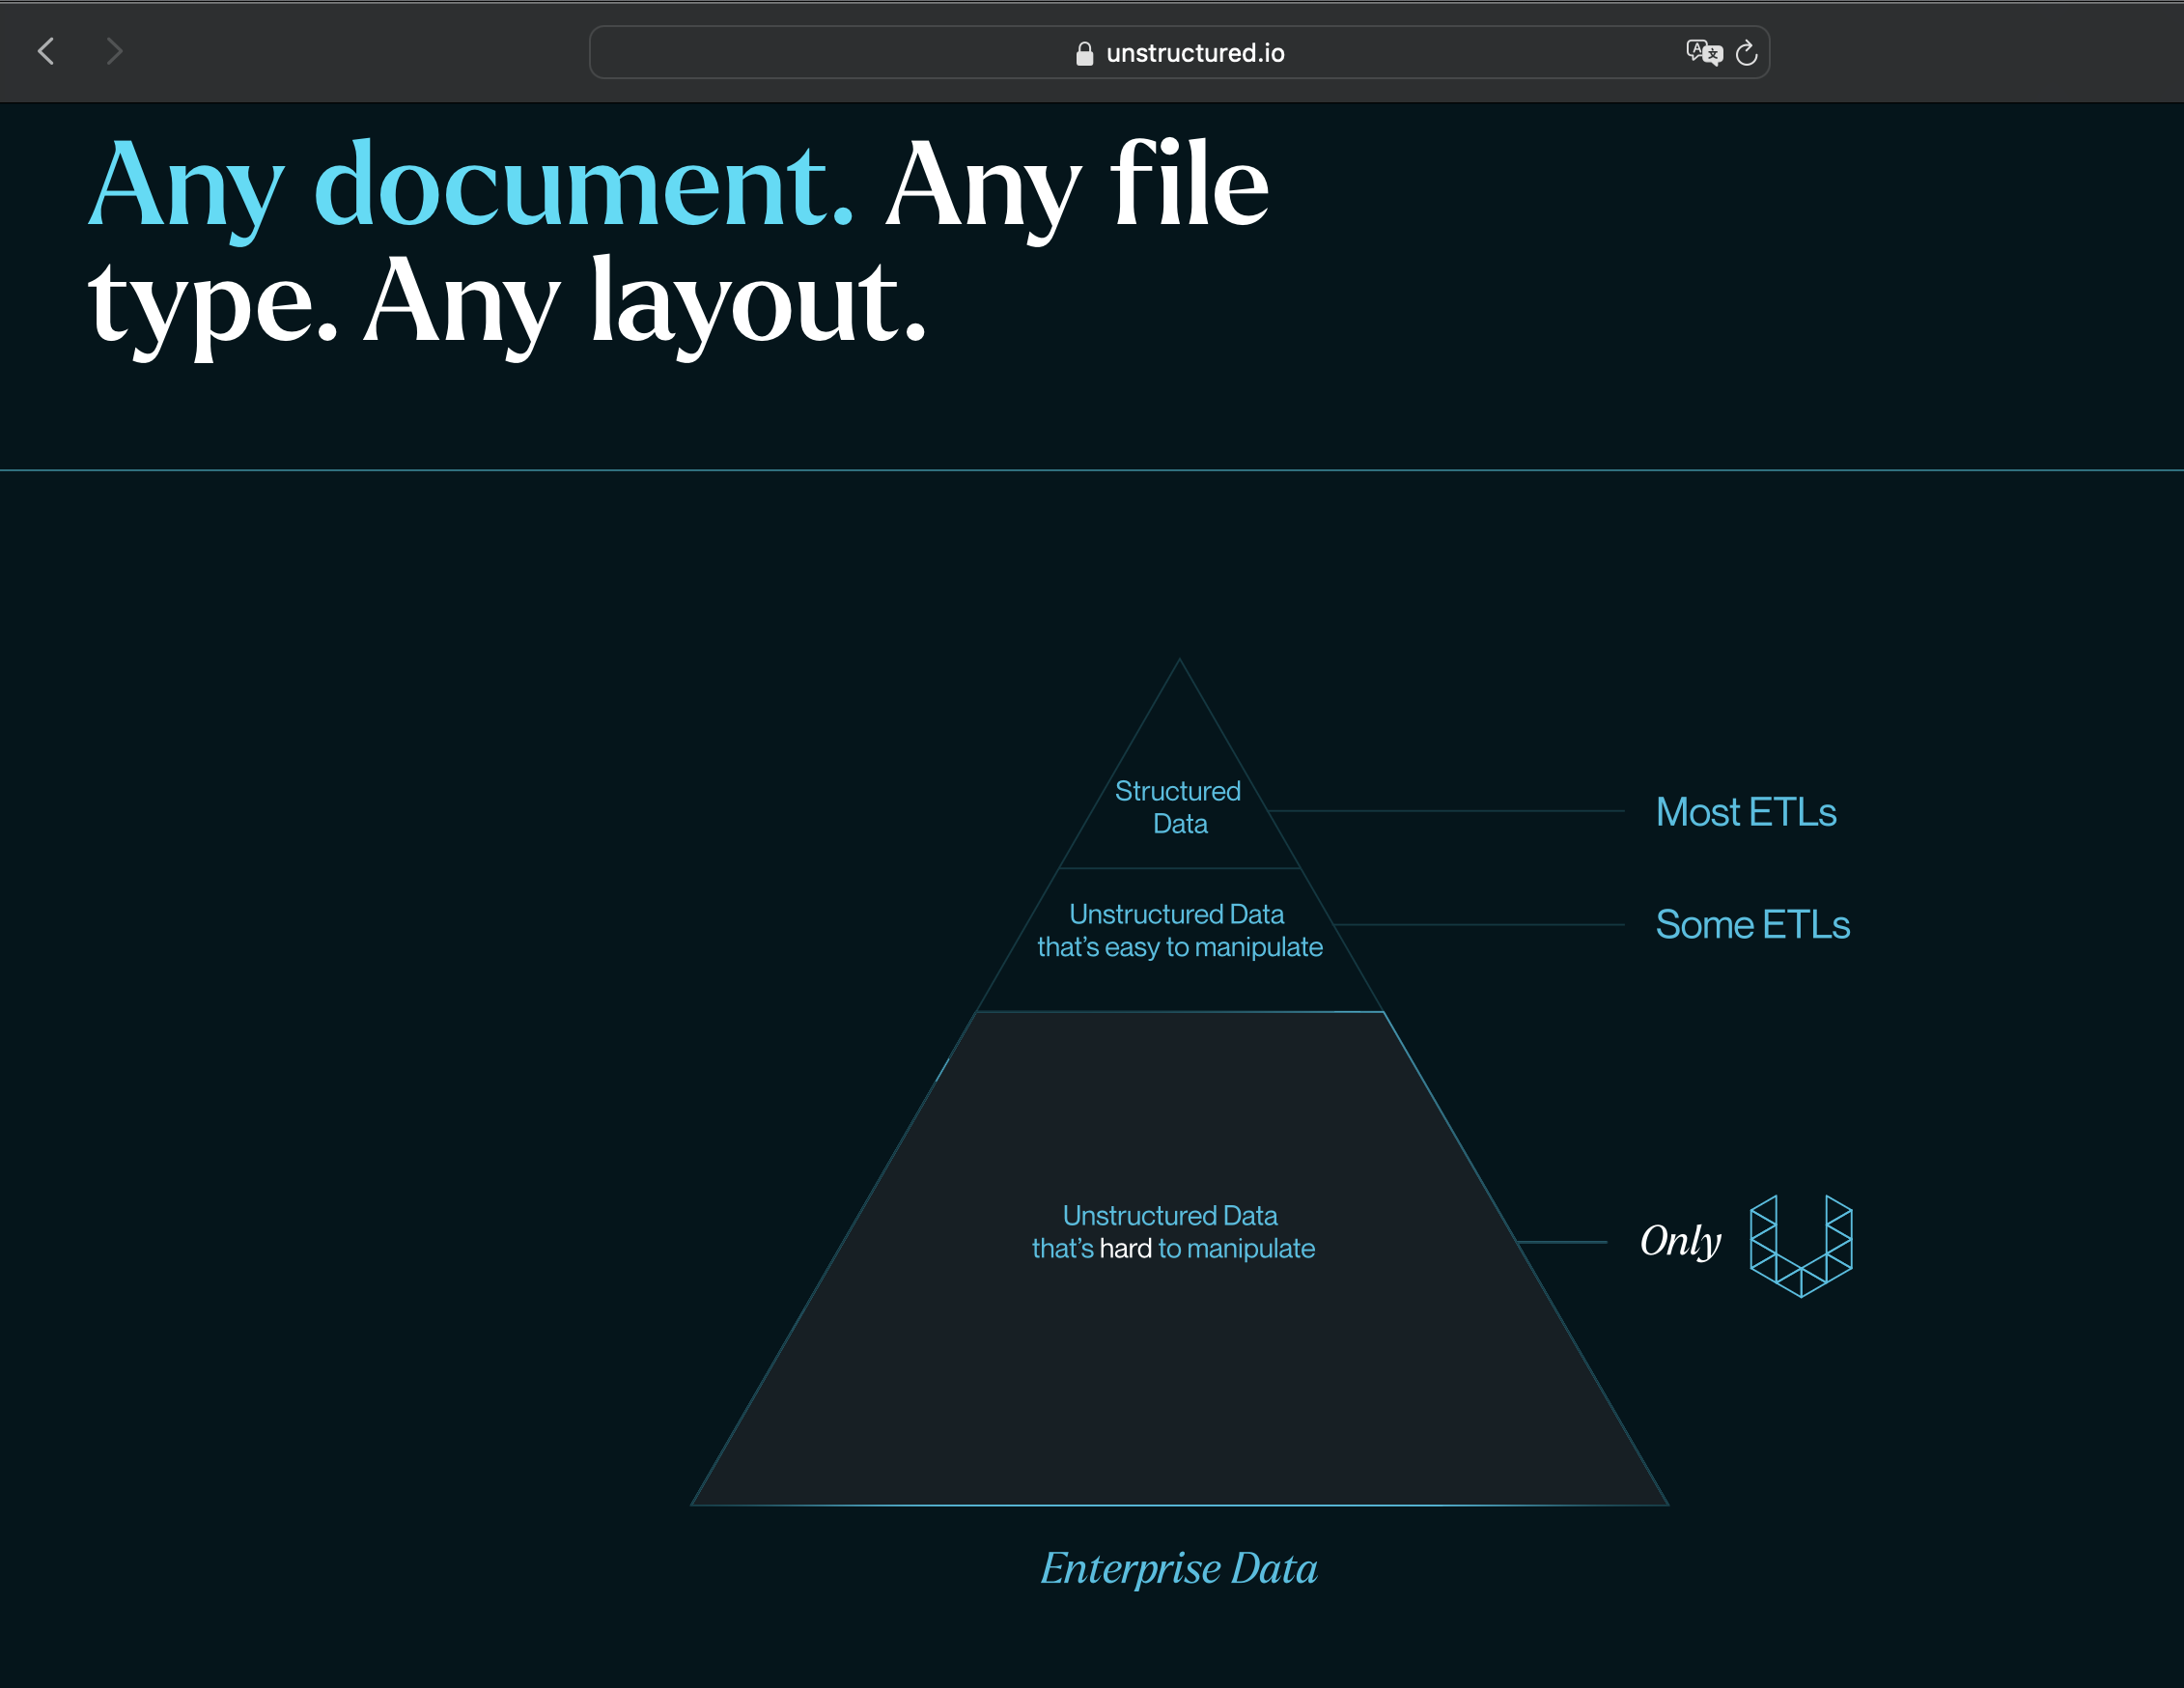 unstructured.io
Any document. Any file
type. Any layout.
Structured
Data
Most ETLs
Unstructured Data
that’s easy to manipulate
Some ETLs
Unstructured Data
that’s hard to manipulate
Only
Enterprise Data